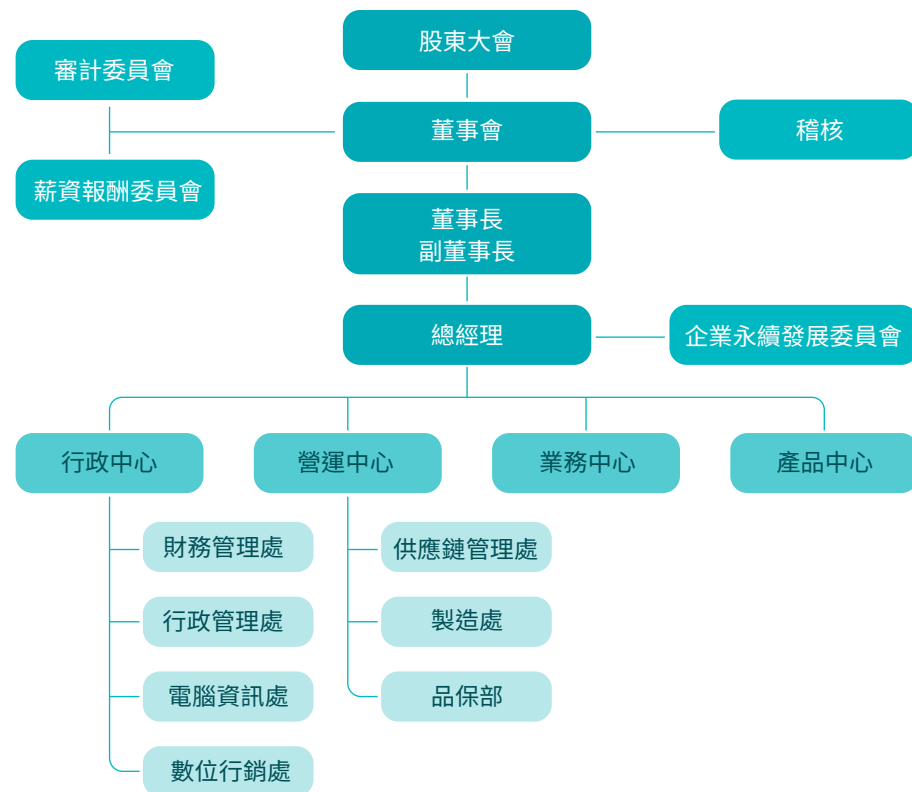 股東大會
審計委員會
董事會
稽核
薪資報酬委員會
董事長
副董事長
總經理
企業永續發展委員會
行政中心
營運中心
業務中心
產品中心
財務管理處
供應鏈管理處
行政管理處
製造處
電腦資訊處
品保部
數位行銷處